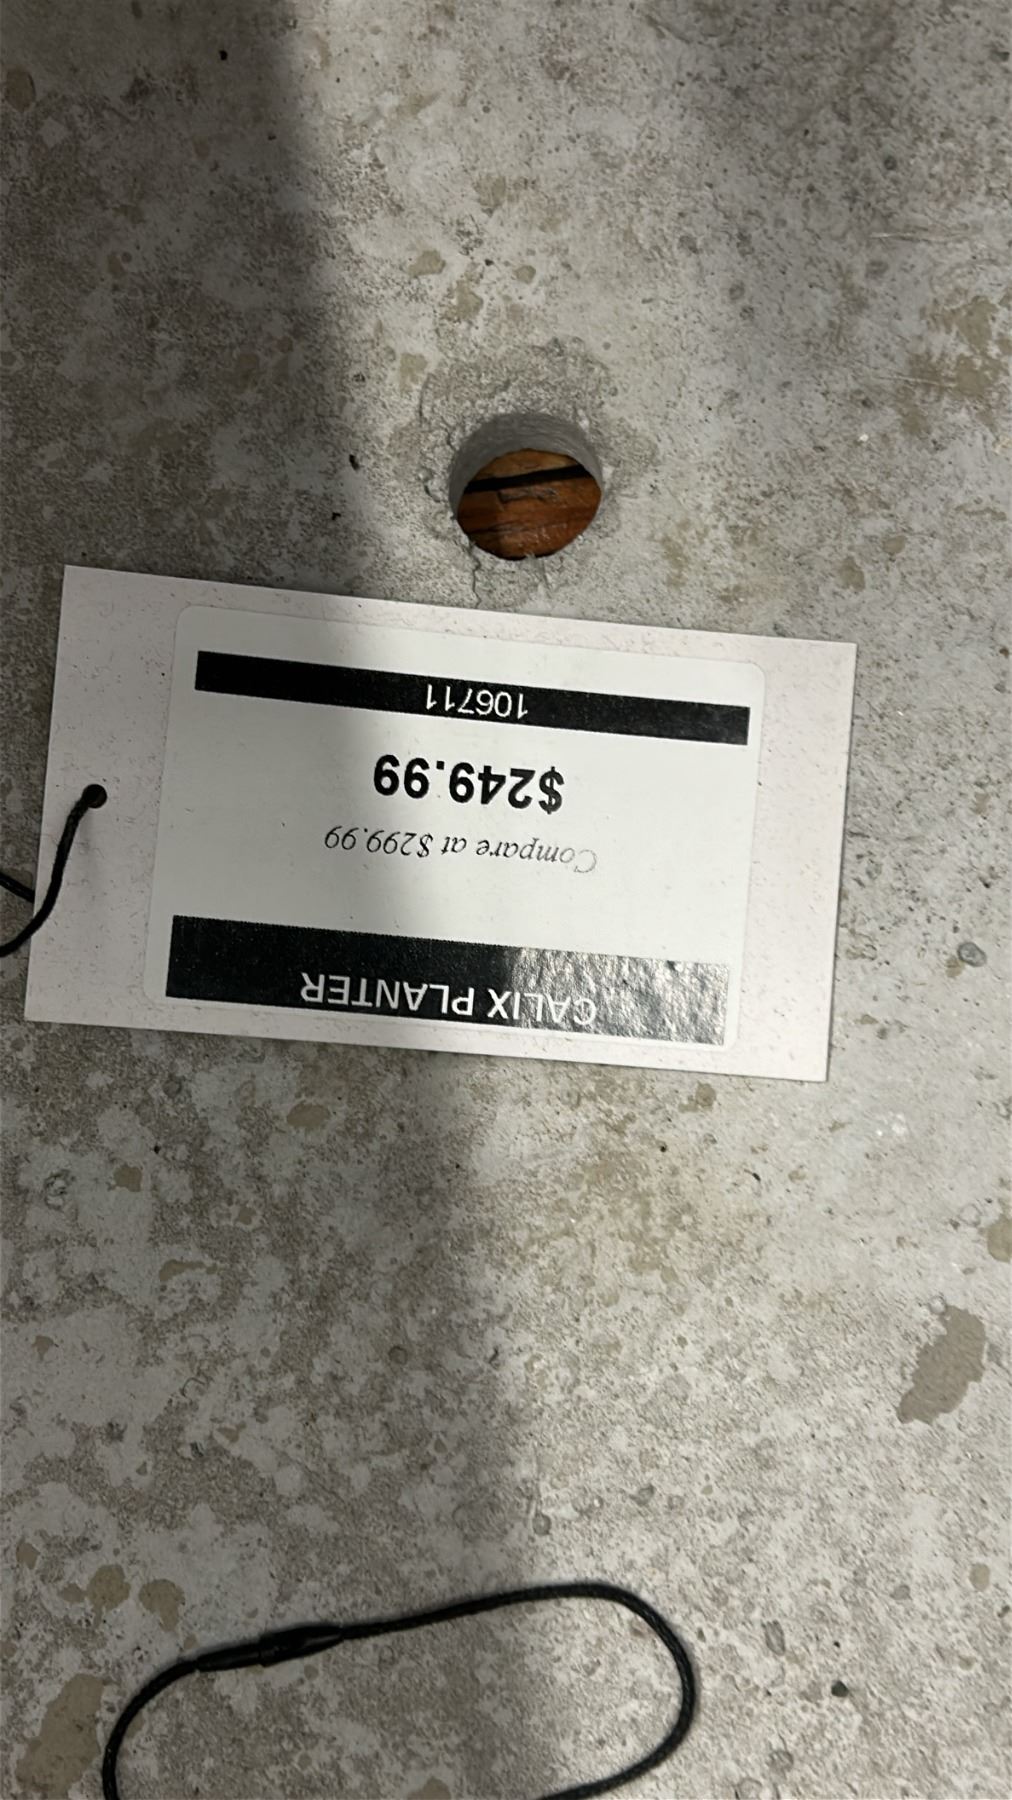 CALIX PLANTER
Compare at $299.99
$249.99
106711